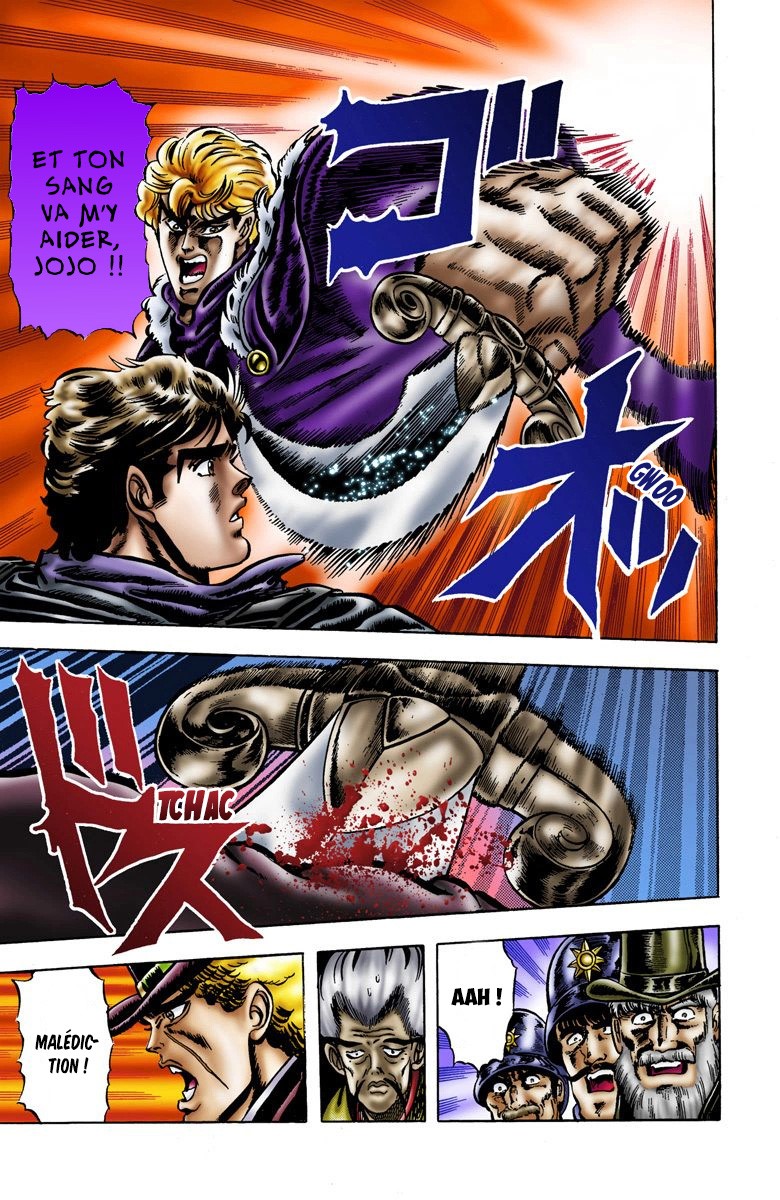 ET TON
SANG
VA M'Y
AIDER,
JOJO !!
ゴ
オッ
GWOO
ドス
TCHAC
AAH !
MALÉDIC-
TION !